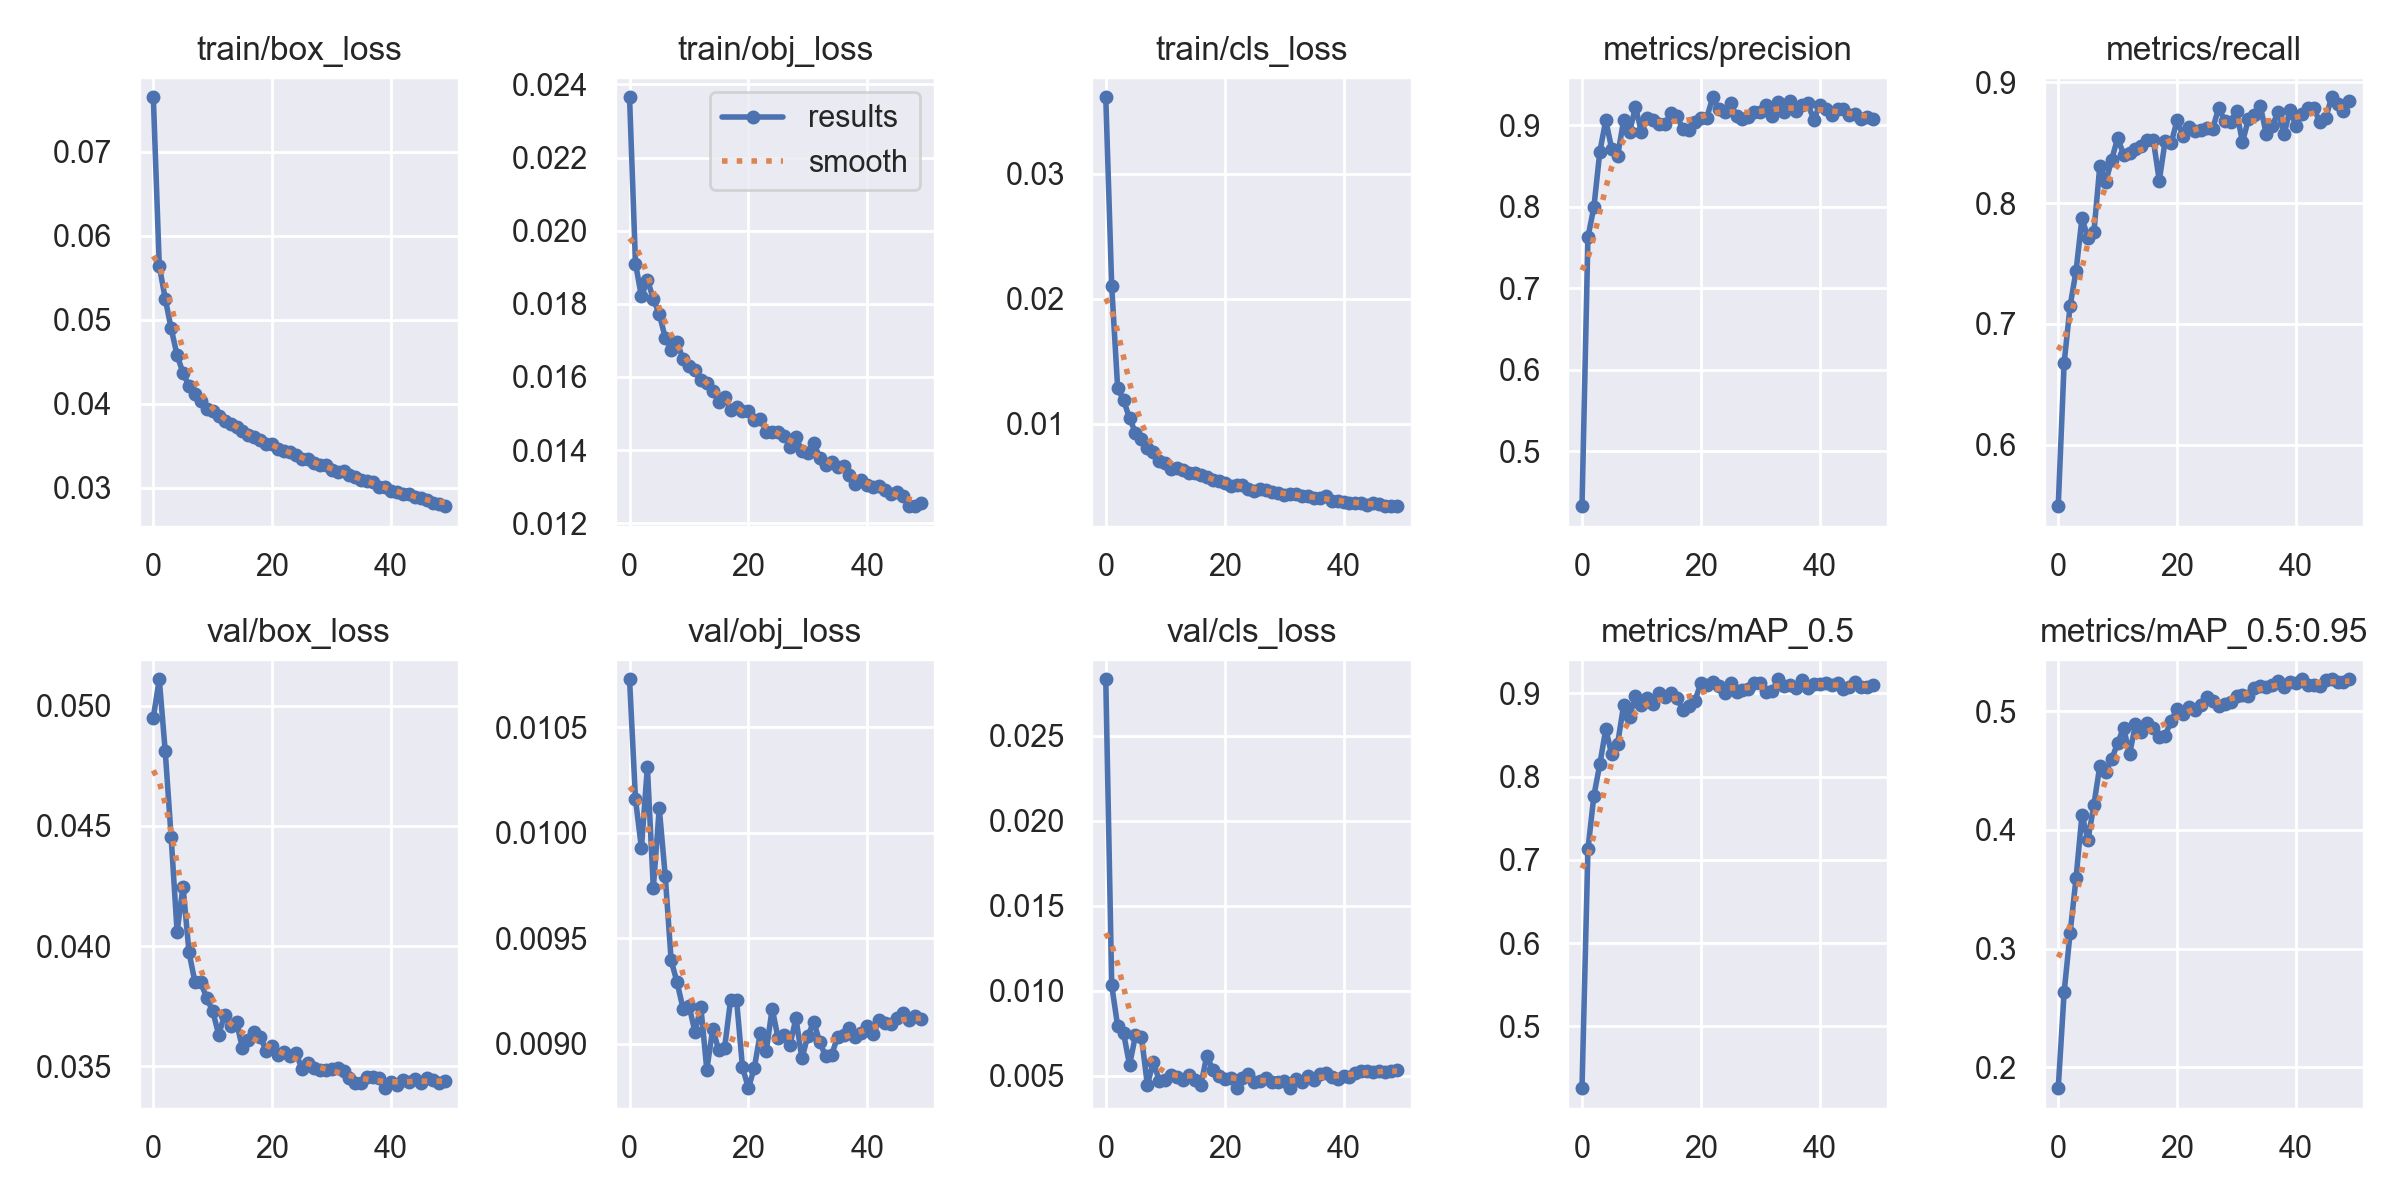 train/box_loss
0.07
0.06
0.05
0.04
0.03
0 20 40
train/obj_loss
results
smooth
0.024
0.022
0.020
0.018
0.016
0.014
0.012
0 20 40
train/cls_loss
0.03
0.02
0.01
0 20 40
metrics/precision
0.9
0.8
0.7
0.6
0.5
0 20 40
metrics/recall
0.9
0.8
0.7
0.6
0 20 40
val/box_loss
0.050
0.045
0.040
0.035
0 20 40
val/obj_loss
0.0105
0.0100
0.0095
0.0090
0 20 40
val/cls_loss
0.025
0.020
0.015
0.010
0.005
0 20 40
metrics/mAP_0.5
0.9
0.8
0.7
0.6
0.5
0 20 40
metrics/mAP_0.5:0.95
0.5
0.4
0.3
0.2
0 20 40